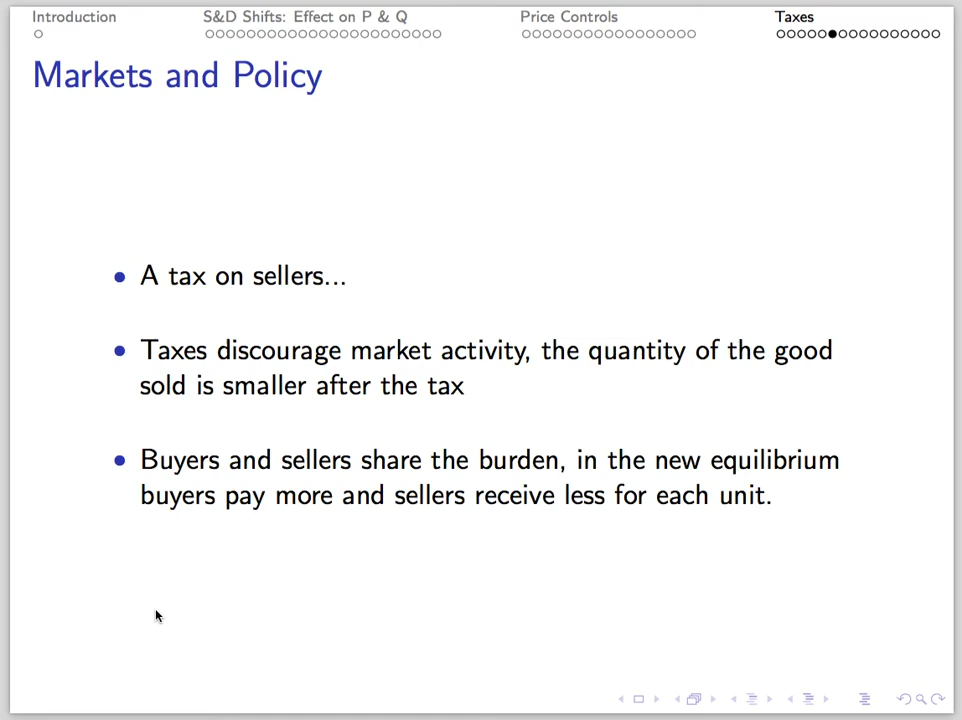 Introduction S&D Shifts: Effect on P & Q Price Controls Taxes
Markets and Policy
A tax on sellers...
Taxes discourage market activity, the quantity of the good
sold is smaller after the tax
Buyers and sellers share the burden, in the new equilibrium
buyers pay more and sellers receive less for each unit.